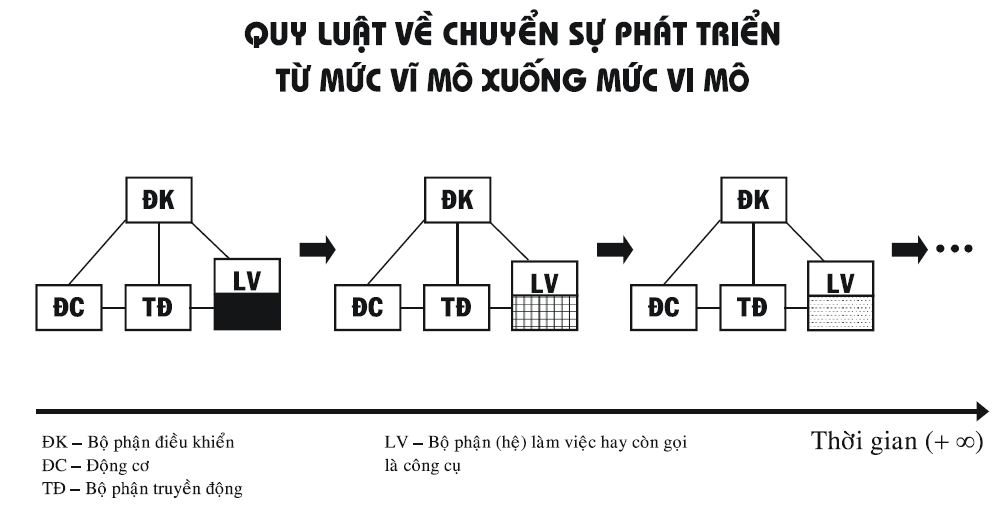 QUY LUẬT VỀ CHUYỂN SỰ PHÁT TRIỂN
TỪ MỨC VĨ MÔ XUỐNG MỨC VI MÔ
ĐK
ĐK
ĐK
LV
LV
LV
ĐC
TĐ
ĐC
TĐ
ĐC
TĐ
ĐK – Bộ phận điều khiển
ĐC – Động cơ
TĐ – Bộ phận truyền động
LV – Bộ phận (hệ) làm việc hay còn gọi
là công cụ
Thời gian (+ ∞)